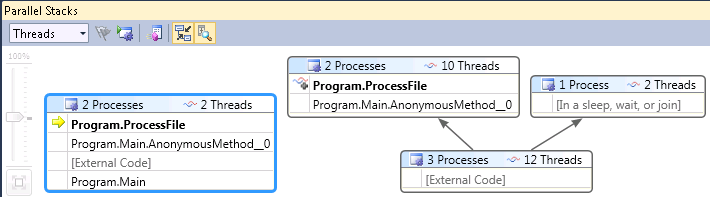 Parallel Stacks
Threads
100%
2 Processes 2 Threads
Program.ProcessFile
Program.Main.AnonymousMethod__0
[External Code]
Program.Main
2 Processes 10 Threads
Program.ProcessFile
Program.Main.AnonymousMethod__0
1 Process 2 Threads
[In a sleep, wait, or join]
3 Processes 12 Threads
[External Code]